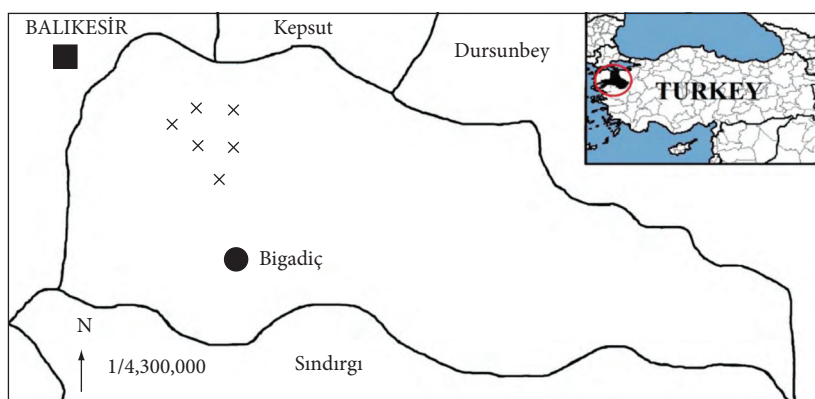 BALIKESİR
Kepsut
Dursunbey
TURKEY
Bigadiç
N
1/4,300,000
Sındırgı